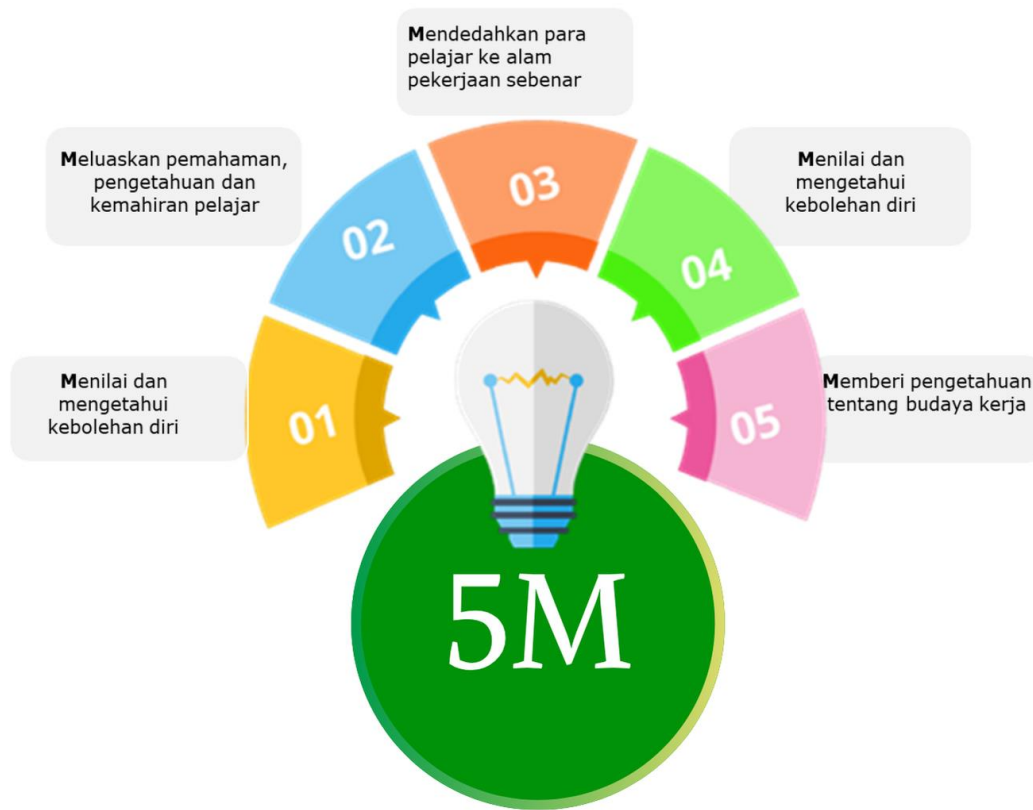 Mendedahkan para
pelajar ke alam
pekerjaan sebenar
Meluaskan pemahaman,
pengetahuan dan
kemahiran pelajar
Menilai dan
mengetahui
kebolehan diri
Menilai dan
mengetahui
kebolehan diri
Memberi pengetahuan
tentang budaya kerja
01
02
03
04
05
5M